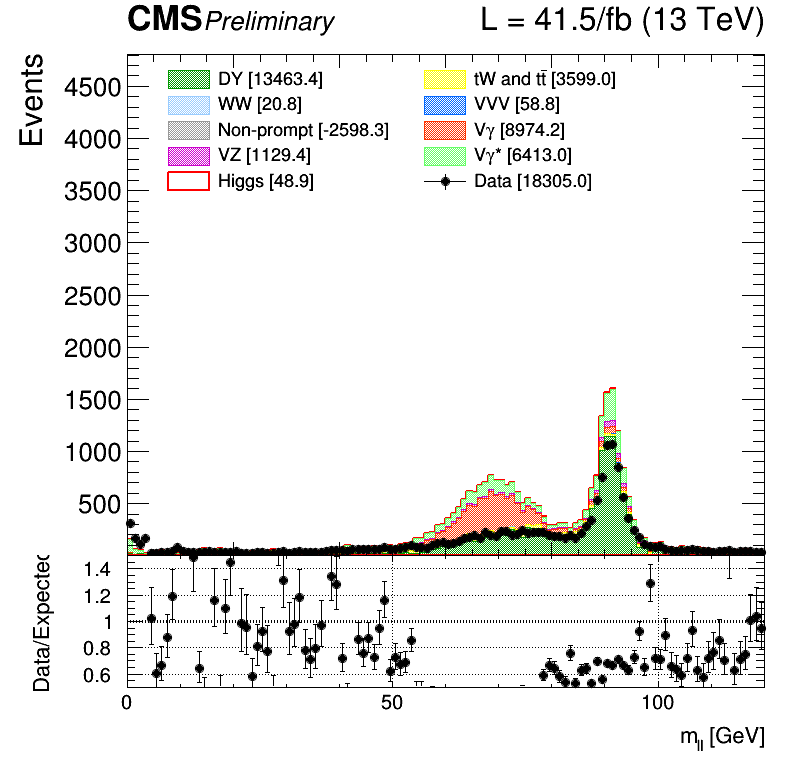 CMS Preliminary L = 41.5/fb (13 TeV)
Events
4500
4000
3500
3000
2500
2000
1500
1000
500
DY [13463.4]
tW and tt̄ [3599.0]
WW [20.8]
VVV [58.8]
Non-prompt [-2598.3]
Vγ [8974.2]
VZ [1129.4]
Vγ* [6413.0]
Higgs [48.9]
Data [18305.0]
Data/Expected
1.4
1.2
1
0.8
0.6
0 50 100
m_ll [GeV]